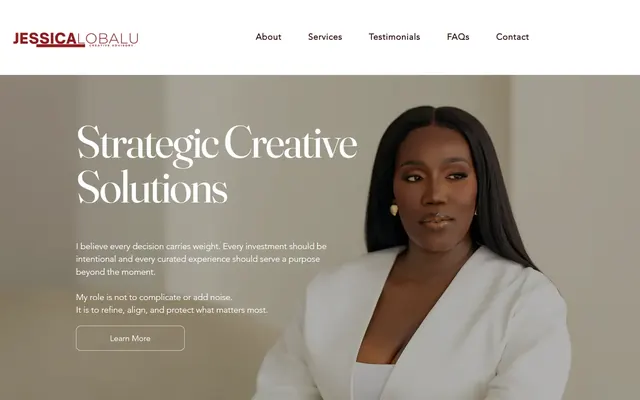 JESSICALOBALU
CREATIVE ADVISORY
About
Services
Testimonials
FAQs
Contact
Strategic Creative
Solutions
I believe every decision carries weight. Every investment should be
intentional and every curated experience should serve a purpose
beyond the moment.
My role is not to complicate or add noise.
It is to refine, align, and protect what matters most.
Learn More